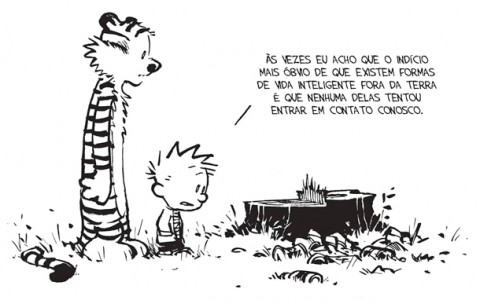 ÀS VEZES EU ACHO QUE O INDÍCIO
MAIS ÓBVIO DE QUE EXISTEM FORMAS
DE VIDA INTELIGENTE FORA DA TERRA
É QUE NENHUMA DELAS TENTOU
ENTRAR EM CONTATO CONOSCO.